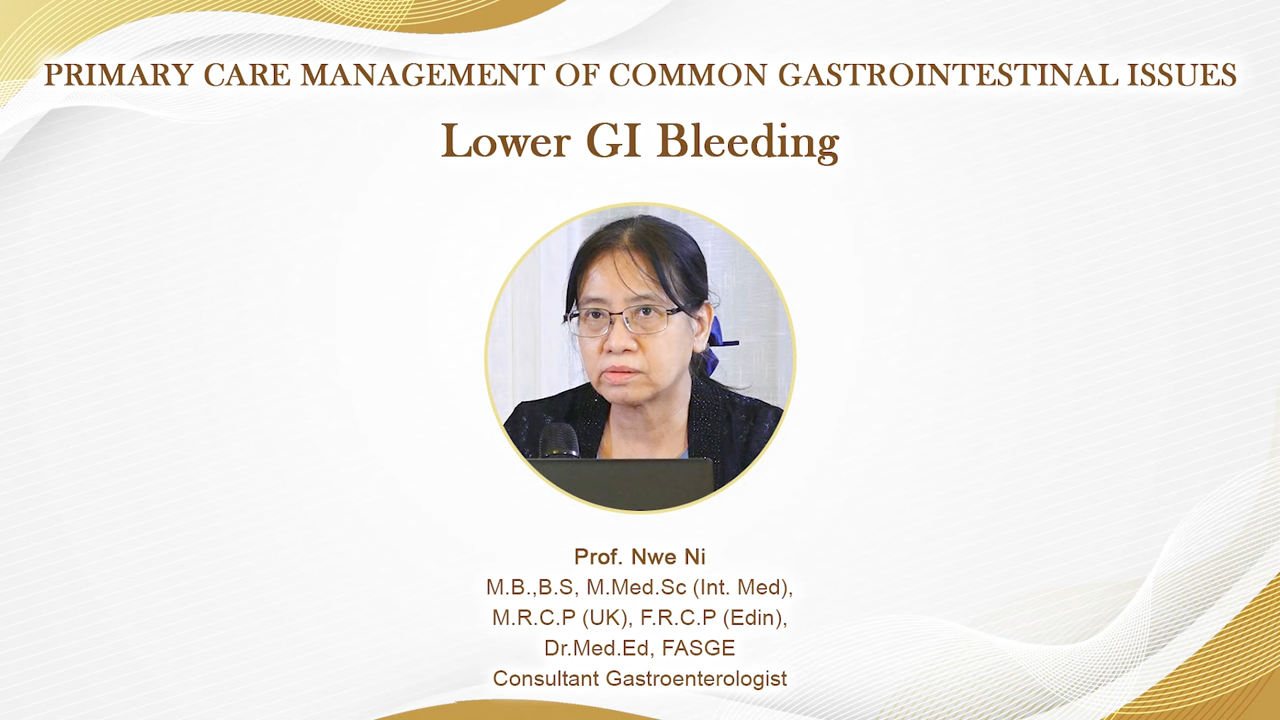 PRIMARY CARE MANAGEMENT OF COMMON GASTROINTESTINAL ISSUES
Lower GI Bleeding
Prof. Nwe Ni
M.B.,B.S, M.Med.Sc (Int. Med),
M.R.C.P (UK), F.R.C.P (Edin),
Dr.Med.Ed, FASGE
Consultant Gastroenterologist